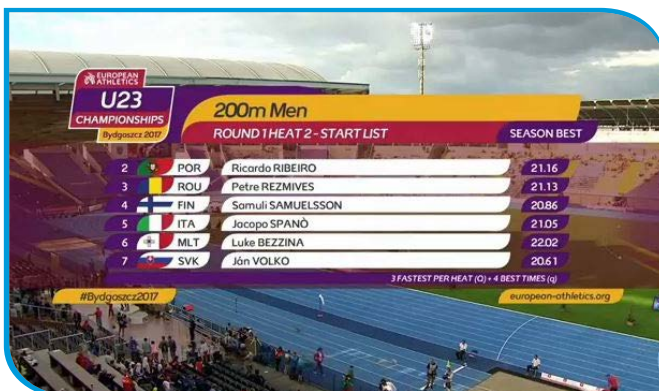 EUROPEAN
ATHLETICS
U23
CHAMPIONSHIPS
Bydgoszcz 2017
200m Men
ROUND 1 HEAT 2 - START LIST SEASON BEST
2 POR Ricardo RIBEIRO 21.16
3 ROU Petre REZMIVES 21.13
4 FIN Samuli SAMUELSSON 20.86
5 ITA Jacopo SPANÒ 21.05
6 MLT Luke BEZZINA 22.02
7 SVK Ján VOLKO 20.61
3 FASTEST PER HEAT (Q) + 4 BEST TIMES (q)
#Bydgoszcz2017 european-athletics.org